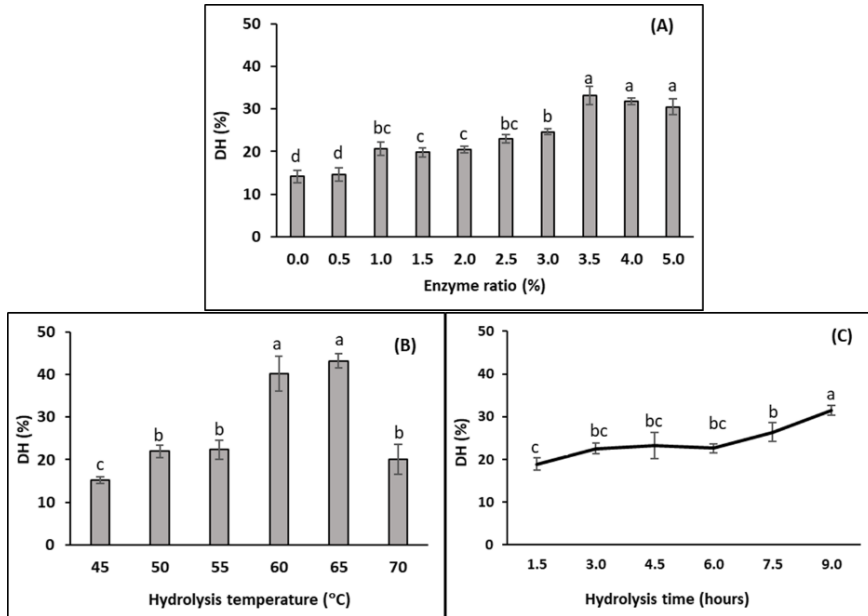 (A)
50
40
30
20
10
0
DH (%)
d d bc c c bc b a a a
0.0 0.5 1.0 1.5 2.0 2.5 3.0 3.5 4.0 5.0
Enzyme ratio (%)
(B)
50
40
30
20
10
0
DH (%)
c b b a a b
45 50 55 60 65 70
Hydrolysis temperature (°C)
(C)
50
40
30
20
10
0
DH (%)
c bc bc bc b a
1.5 3.0 4.5 6.0 7.5 9.0
Hydrolysis time (hours)